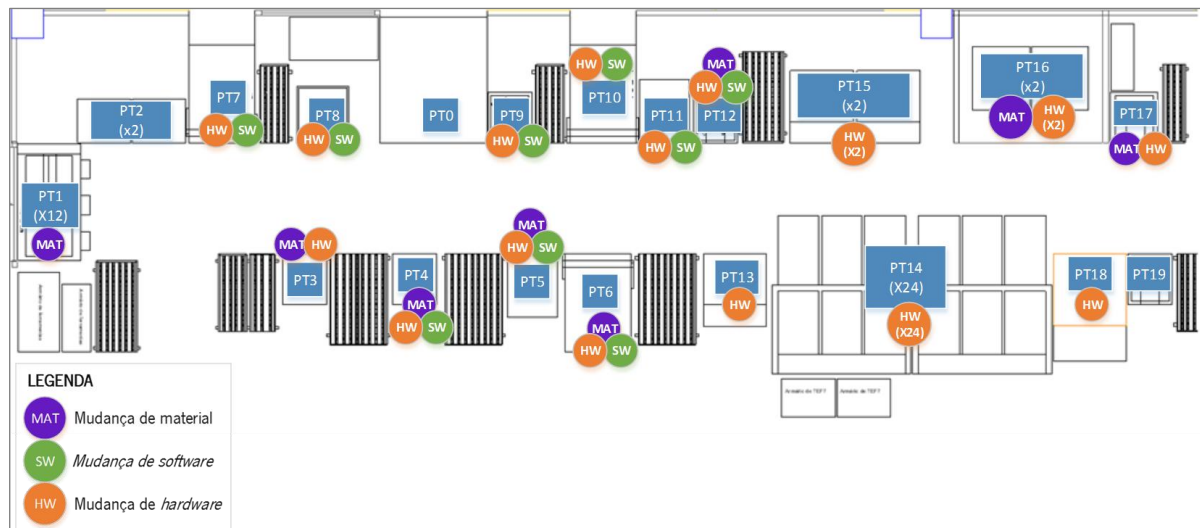 PT2
(x2)
PT7
HW SW
PT8
HW SW
PT0
PT9
HW SW
HW SW
PT10
PT11
HW SW
MAT
HW SW
PT12
PT15
(x2)
HW
(X2)
PT16
(x2)
MAT
HW
(X2)
PT17
MAT HW
PT1
(X12)
MAT
MAT HW
PT3
PT4
MAT
HW SW
MAT
HW SW
PT5
PT6
MAT
HW SW
PT13
HW
PT14
(X24)
HW
(X24)
PT18
HW
PT19
LEGENDA
MAT Mudança de material
SW Mudança de software
HW Mudança de hardware